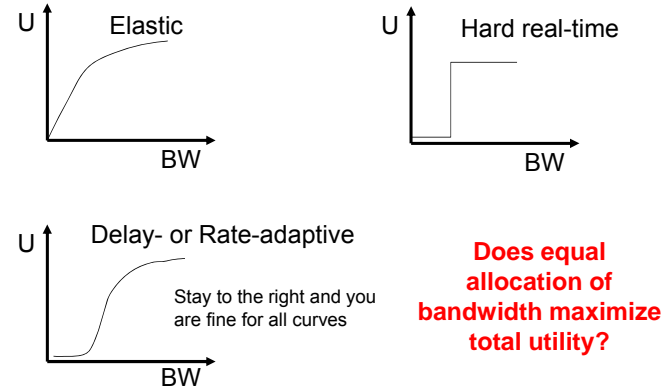 U
Elastic
BW
U
Hard real-time
BW
U
Delay- or Rate-adaptive
Stay to the right and you
are fine for all curves
BW
Does equal
allocation of
bandwidth maximize
total utility?